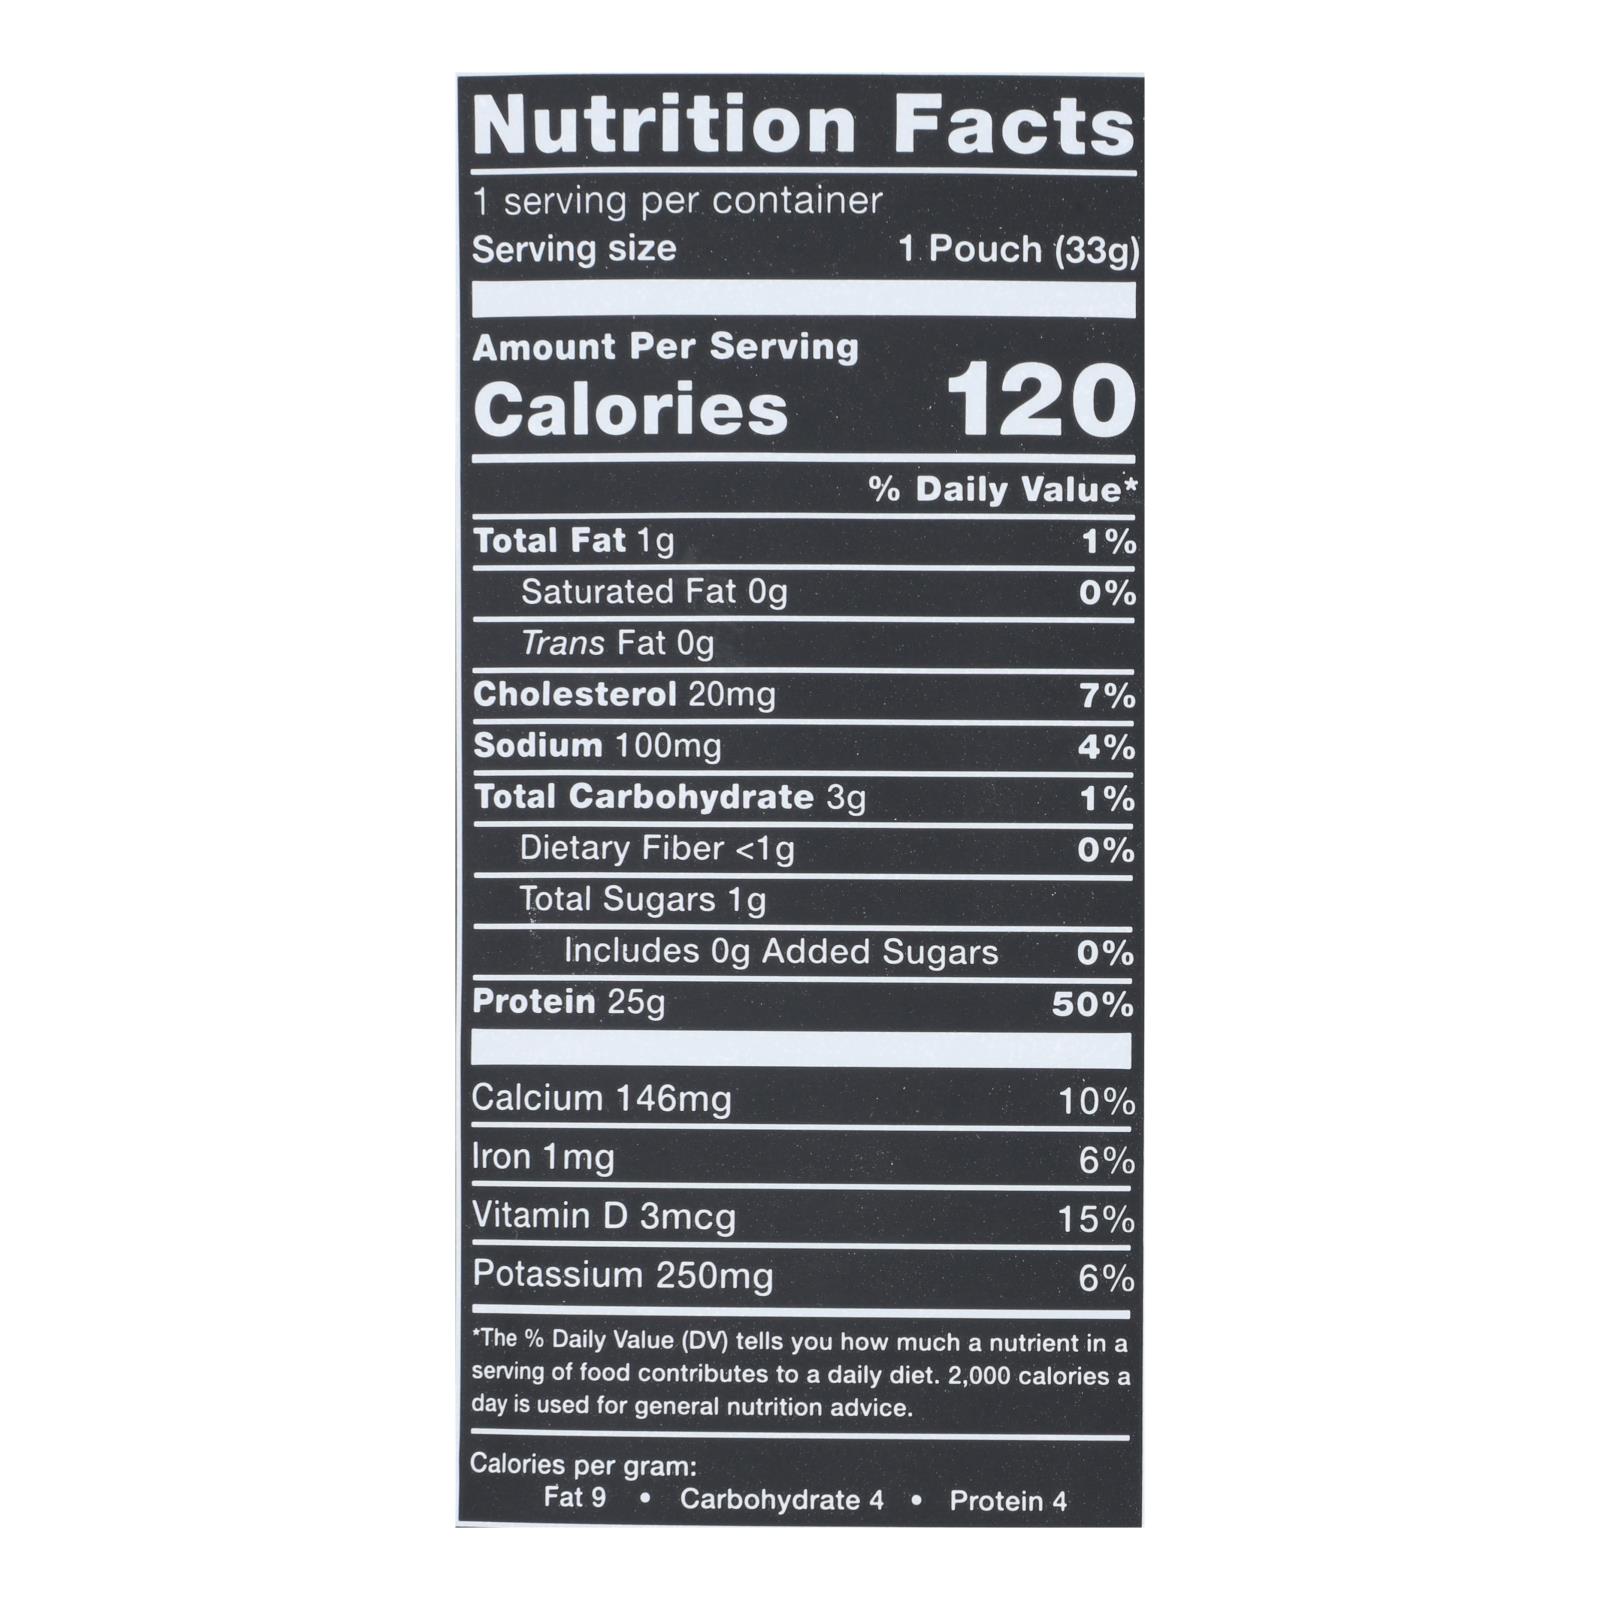 Nutrition Facts
1 serving per container
Serving size 1 Pouch (33g)
Amount Per Serving
Calories 120
% Daily Value*
Total Fat 1g 1%
Saturated Fat 0g 0%
Trans Fat 0g
Cholesterol 20mg 7%
Sodium 100mg 4%
Total Carbohydrate 3g 1%
Dietary Fiber <1g 0%
Total Sugars 1g
Includes 0g Added Sugars 0%
Protein 25g 50%
Calcium 146mg 10%
Iron 1mg 6%
Vitamin D 3mcg 15%
Potassium 250mg 6%
*The % Daily Value (DV) tells you how much a nutrient in a
serving of food contributes to a daily diet. 2,000 calories a
day is used for general nutrition advice.
Calories per gram:
Fat 9 • Carbohydrate 4 • Protein 4